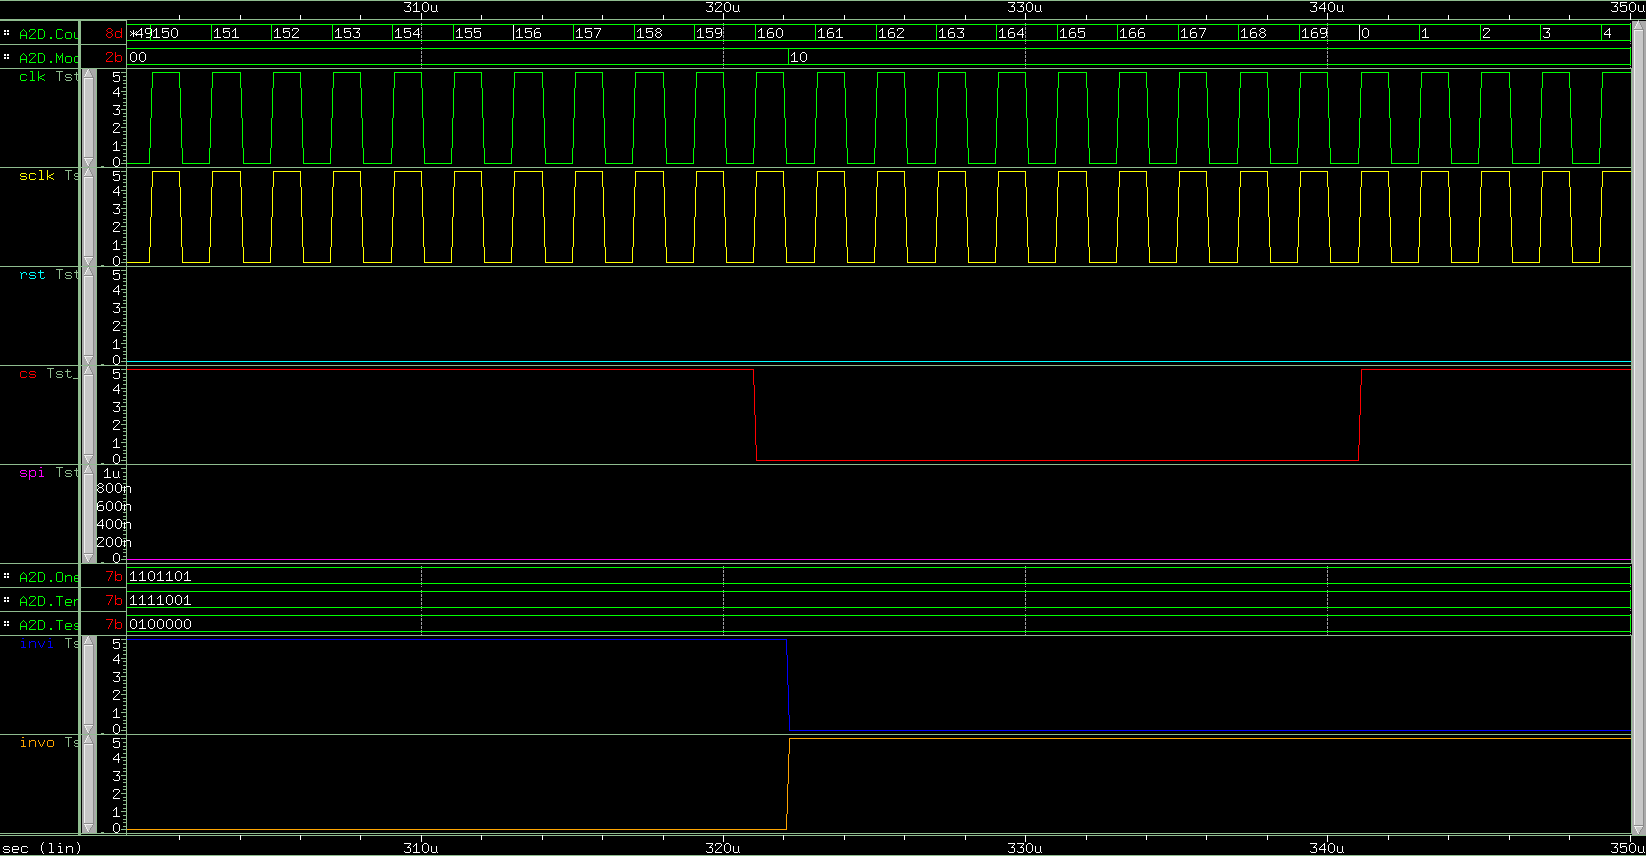 310u 320u 330u 340u 350u
A2D.Cou 8d *49 150 151 152 153 154 155 156 157 158 159 160 161 162 163 164 165 166 167 168 169 0 1 2 3 4
A2D.Mod 2b 00 10
clk Tst 5
4
3
2
1
0
sclk Ts 5
4
3
2
1
0
rst Tst 5
4
3
2
1
0
cs Tst_ 5
4
3
2
1
0
spi Tst 1u
800n
600n
400n
200n
0
A2D.One 7b 1101101
A2D.Ten 7b 1111001
A2D.Tes 7b 0100000
invi Ts 5
4
3
2
1
0
invo Ts 5
4
3
2
1
0
sec (lin) 310u 320u 330u 340u 350u